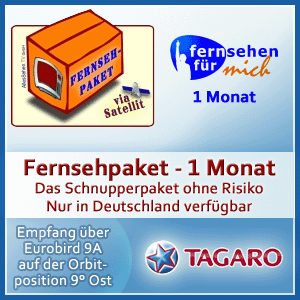 FERNSEH-
PAKET
via
Satellit
fernsehen
für
mich
1 Monat
Fernsehpaket - 1 Monat
Das Schnupperpaket ohne Risiko
Nur in Deutschland verfügbar
Empfang über
Eurobird 9A
auf der Orbit-
position 9° Ost
TAGARO